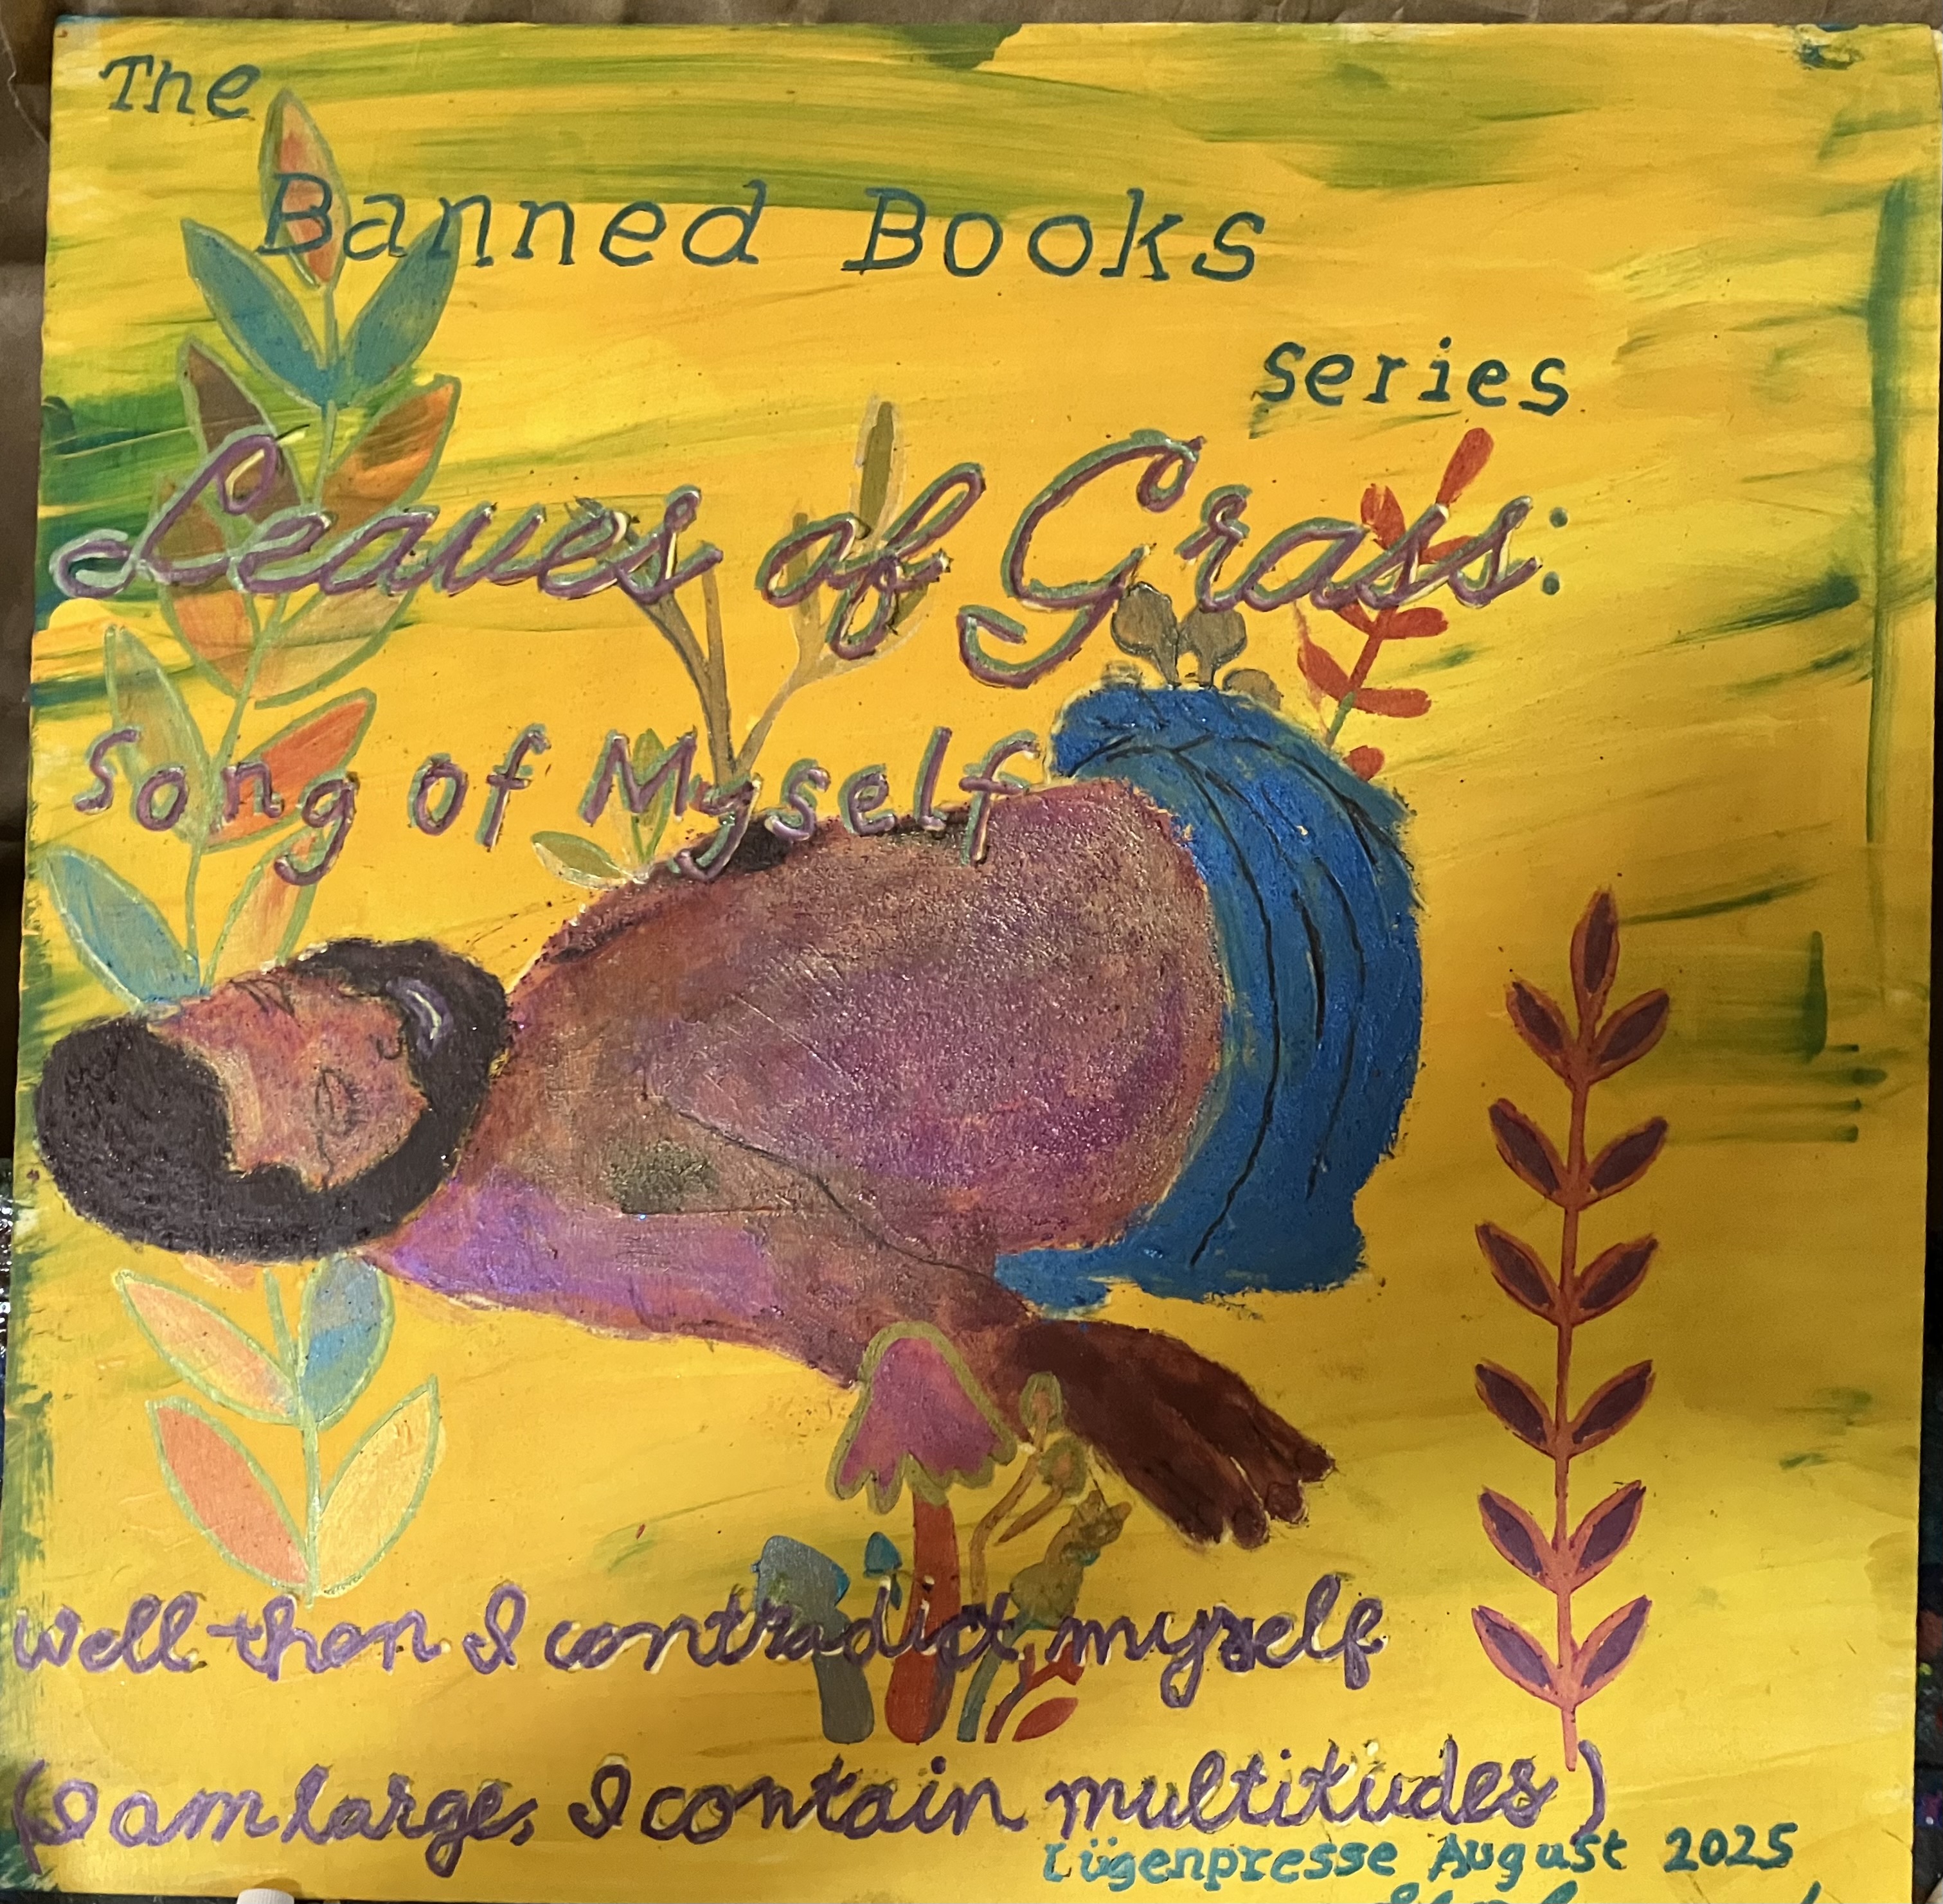 The
Banned Books
series
Leaves of Grass:
Song of Myself
well then I contradict myself
(I am large, I contain multitudes)
Lügenpresse August 2025